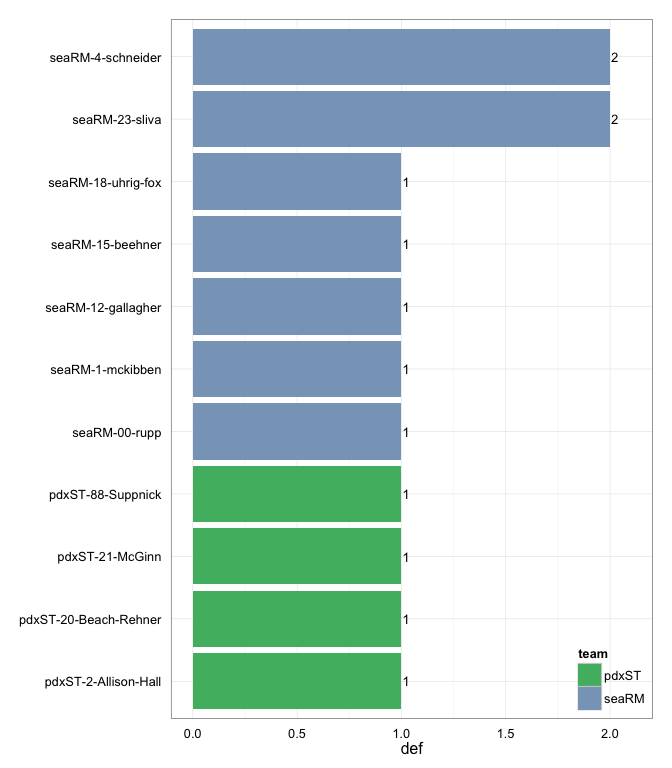 seaRM-4-schneider 2
seaRM-23-sliva 2
seaRM-18-uhrig-fox 1
seaRM-15-beehner 1
seaRM-12-gallagher 1
seaRM-1-mckibben 1
seaRM-00-rupp 1
pdxST-88-Suppnick 1
pdxST-21-McGinn 1
pdxST-20-Beach-Rehner 1
pdxST-2-Allison-Hall 1
team
pdxST
seaRM
0.0 0.5 1.0 1.5 2.0
def